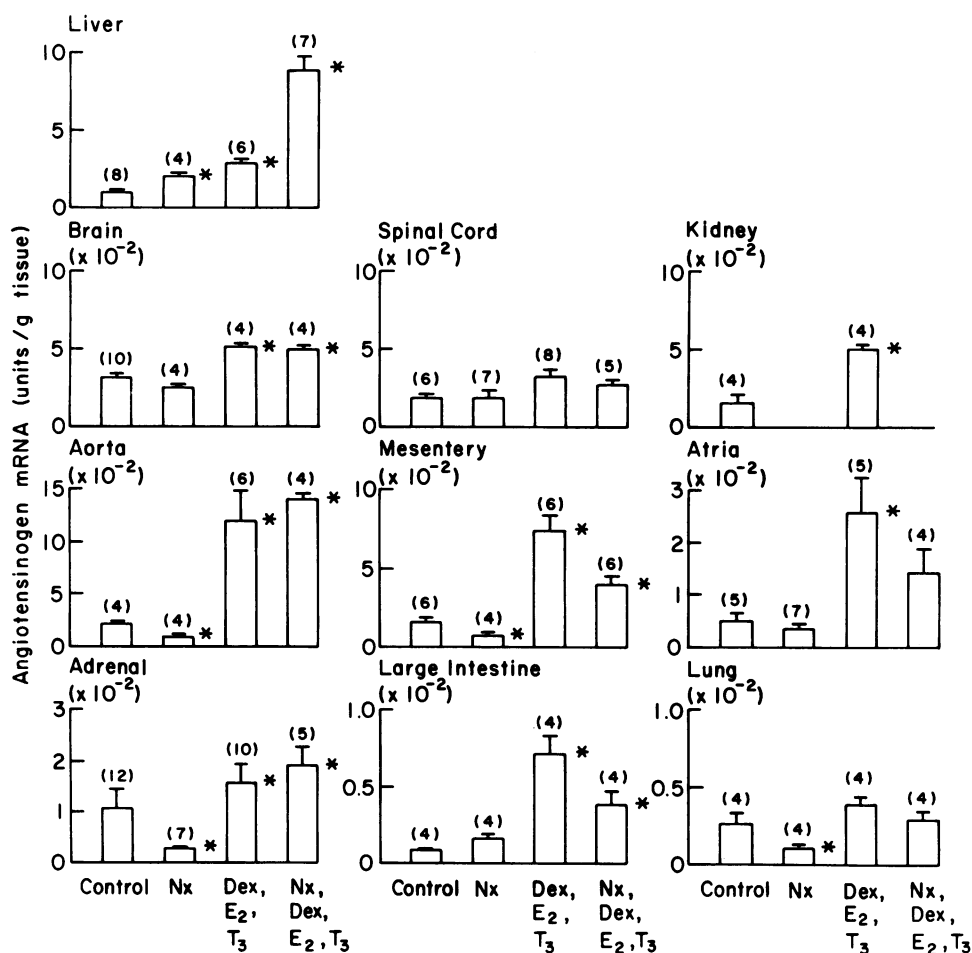 Angiotensinogen mRNA (units/g tissue)
Liver
10
5
0
(8)
(4)
*
(6)
*
(7)
*
Brain
(x 10-2)
10
5
0
(10)
(4)
(4)
*
(4)
*
Spinal Cord
(x 10-2)
10
5
0
(6)
(7)
(8)
(5)
Kidney
(x 10-2)
10
5
0
(4)
(4)
*
Aorta
(x 10-2)
15
10
5
0
(4)
(4)
*
(6)
*
(4)
*
Mesentery
(x 10-2)
10
5
0
(6)
(4)
*
(6)
*
(6)
*
Atria
(x 10-2)
3
2
1
0
(5)
(7)
(5)
*
(4)
Adrenal
(x 10-2)
3
2
1
0
(12)
(7)
*
(10)
*
(5)
*
Control
Nx
Dex,
E2,
T3
Nx,
Dex,
E2,T3
Large Intestine
(x 10-2)
1.0
0.5
0
(4)
(4)
(4)
*
(4)
*
Control
Nx
Dex,
E2,
T3
Nx,
Dex,
E2,T3
Lung
(x 10-2)
1.0
0.5
0
(4)
(4)
*
(4)
(4)
Control
Nx
Dex,
E2,
T3
Nx,
Dex,
E2,T3